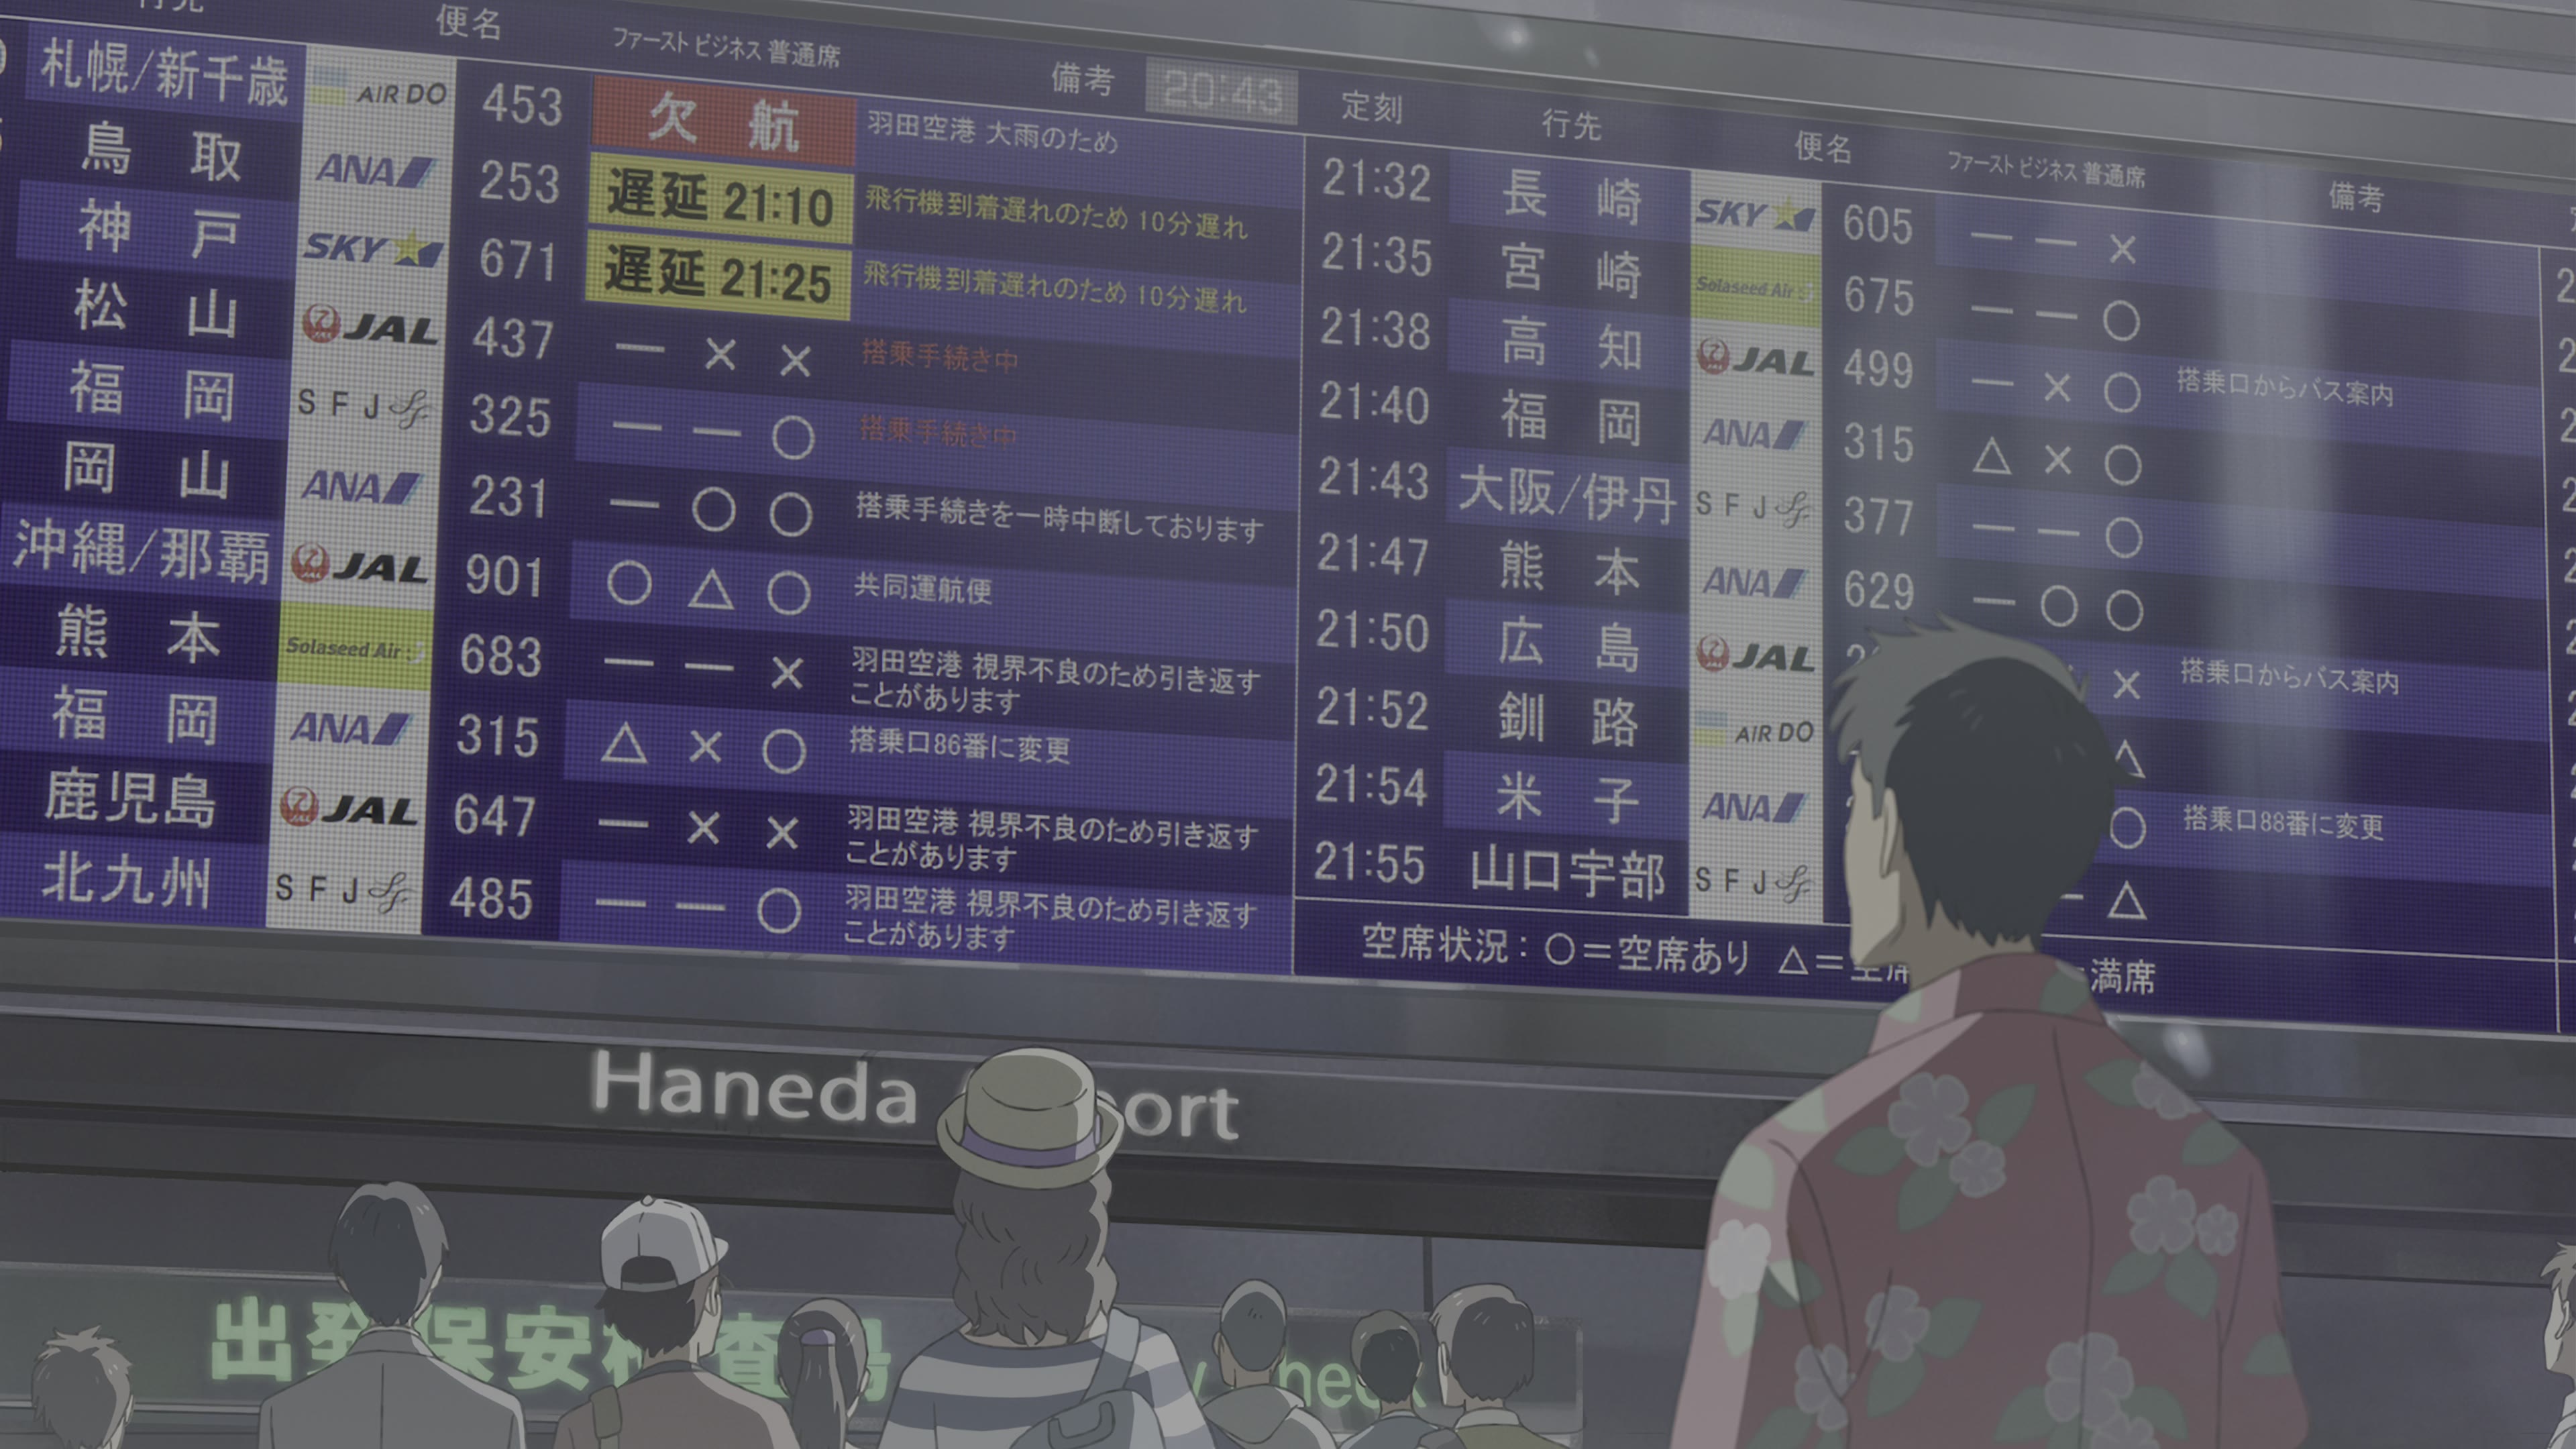 便名 ファースト ビジネス 普通席 備考 20:43 定刻 行先 便名 ファースト ビジネス 普通席 備考
札幌/新千歳 AIR DO 453 欠航 羽田空港 大雨のため
鳥取 ANA 253 遅延 21:10 飛行機到着遅れのため 10分遅れ
神戸 SKY 671 遅延 21:25 飛行機到着遅れのため 10分遅れ
松山 JAL 437 — × × 搭乗手続き中
福岡 SFJ 325 — — ○ 搭乗手続き中
岡山 ANA 231 — ○ ○ 搭乗手続きを一時中断しております
沖縄/那覇 JAL 901 ○ △ ○ 共同運航便
熊本 Solaseed Air 683 — — × 羽田空港 視界不良のため引き返す
ことがあります
福岡 ANA 315 △ × ○ 搭乗口86番に変更
鹿児島 JAL 647 — × × 羽田空港 視界不良のため引き返す
ことがあります
北九州 SFJ 485 — — ○ 羽田空港 視界不良のため引き返す
ことがあります
21:32 長崎 SKY 605 — — ×
21:35 宮崎 Solaseed Air 675 — — ○
21:38 高知 JAL 499 — × ○ 搭乗口からバス案内
21:40 福岡 ANA 315 △ × ○
21:43 大阪/伊丹 SFJ 377 — — ○
21:47 熊本 ANA 629 — ○ ○
21:50 広島 JAL × 搭乗口からバス案内
21:52 釧路 AIR DO △
21:54 米子 ANA ○ 搭乗口88番に変更
21:55 山口宇部 SFJ — △
空席状況：○＝空席あり △＝空席 満席
Haneda
出発保安検査場
Check